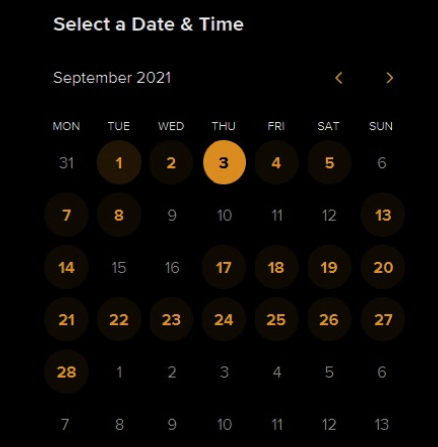 Select a Date & Time
September 2021 < >
MON TUE WED THU FRI SAT SUN
31 1 2 3 4 5 6
7 8 9 10 11 12 13
14 15 16 17 18 19 20
21 22 23 24 25 26 27
28 1 2 3 4 5 6
7 8 9 10 11 12 13